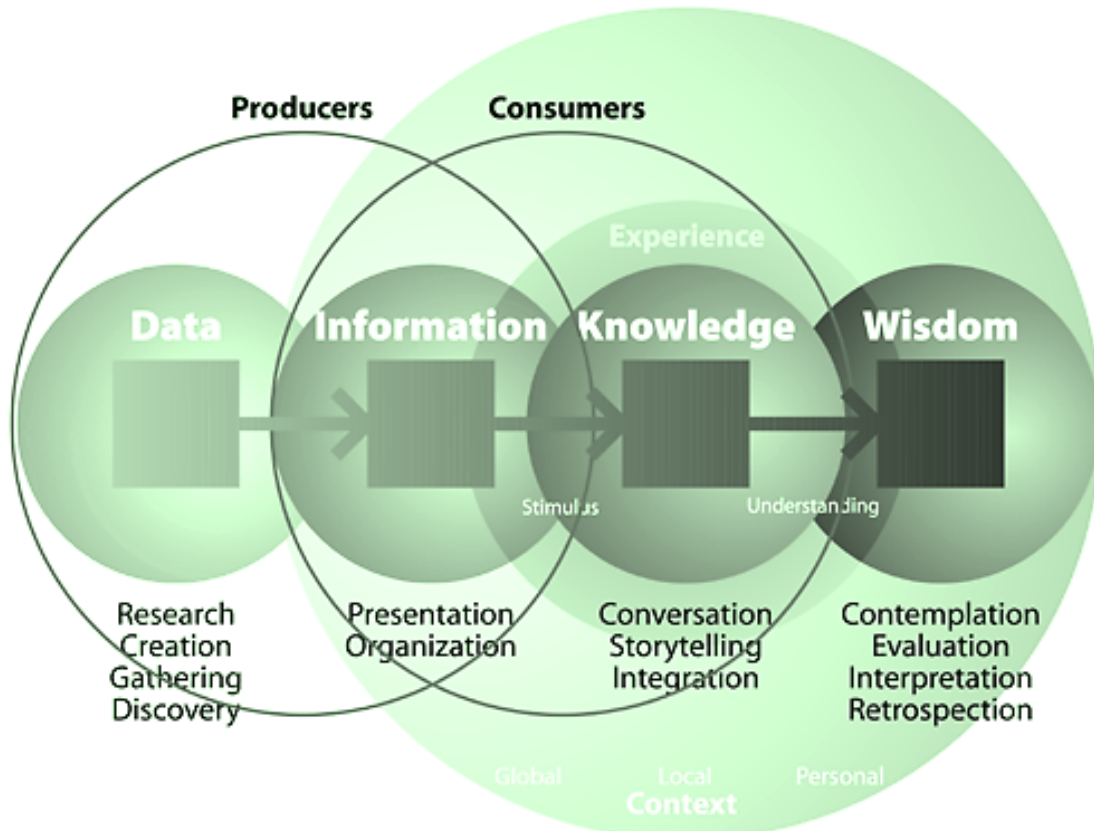 Producers
Consumers
Experience
Data
Information
Knowledge
Wisdom
Stimulus
Understanding
Research
Creation
Gathering
Discovery
Presentation
Organization
Conversation
Storytelling
Integration
Contemplation
Evaluation
Interpretation
Retrospection
Global
Local
Personal
Context